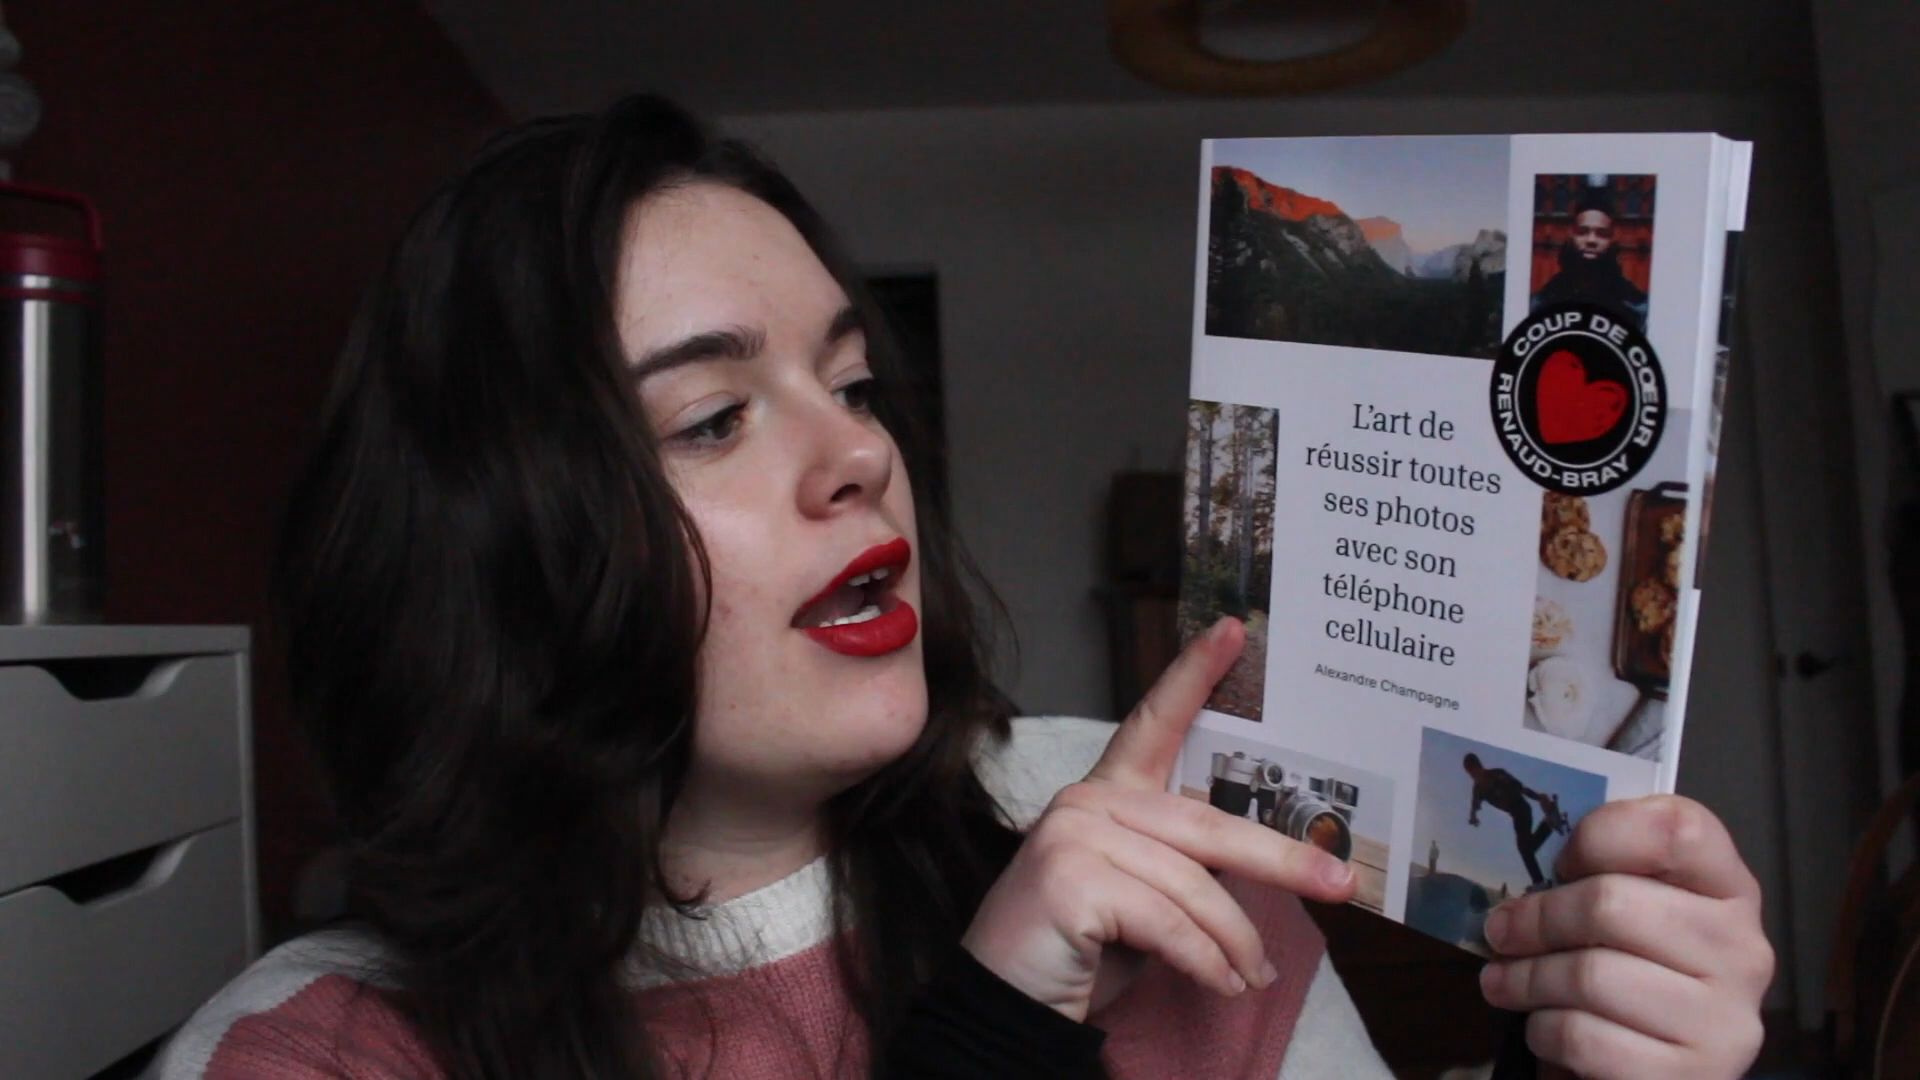 COUP DE CŒUR
RENAUD-BRAY
L'art de
réussir toutes
ses photos
avec son
téléphone
cellulaire
Alexandre Champagne